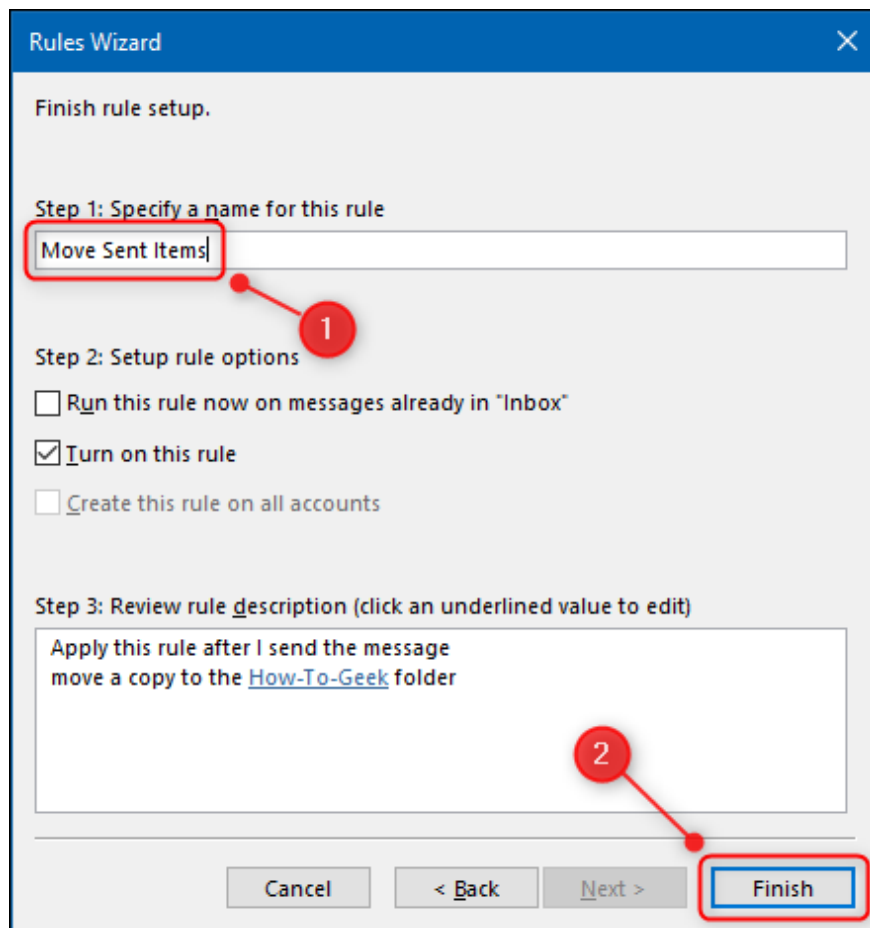 Rules Wizard
Finish rule setup.
Step 1: Specify a name for this rule
Move Sent Items
1
Step 2: Setup rule options
Run this rule now on messages already in "Inbox"
Turn on this rule
Create this rule on all accounts
Step 3: Review rule description (click an underlined value to edit)
Apply this rule after I send the message
move a copy to the How-To-Geek folder
2
Cancel
< Back
Next >
Finish